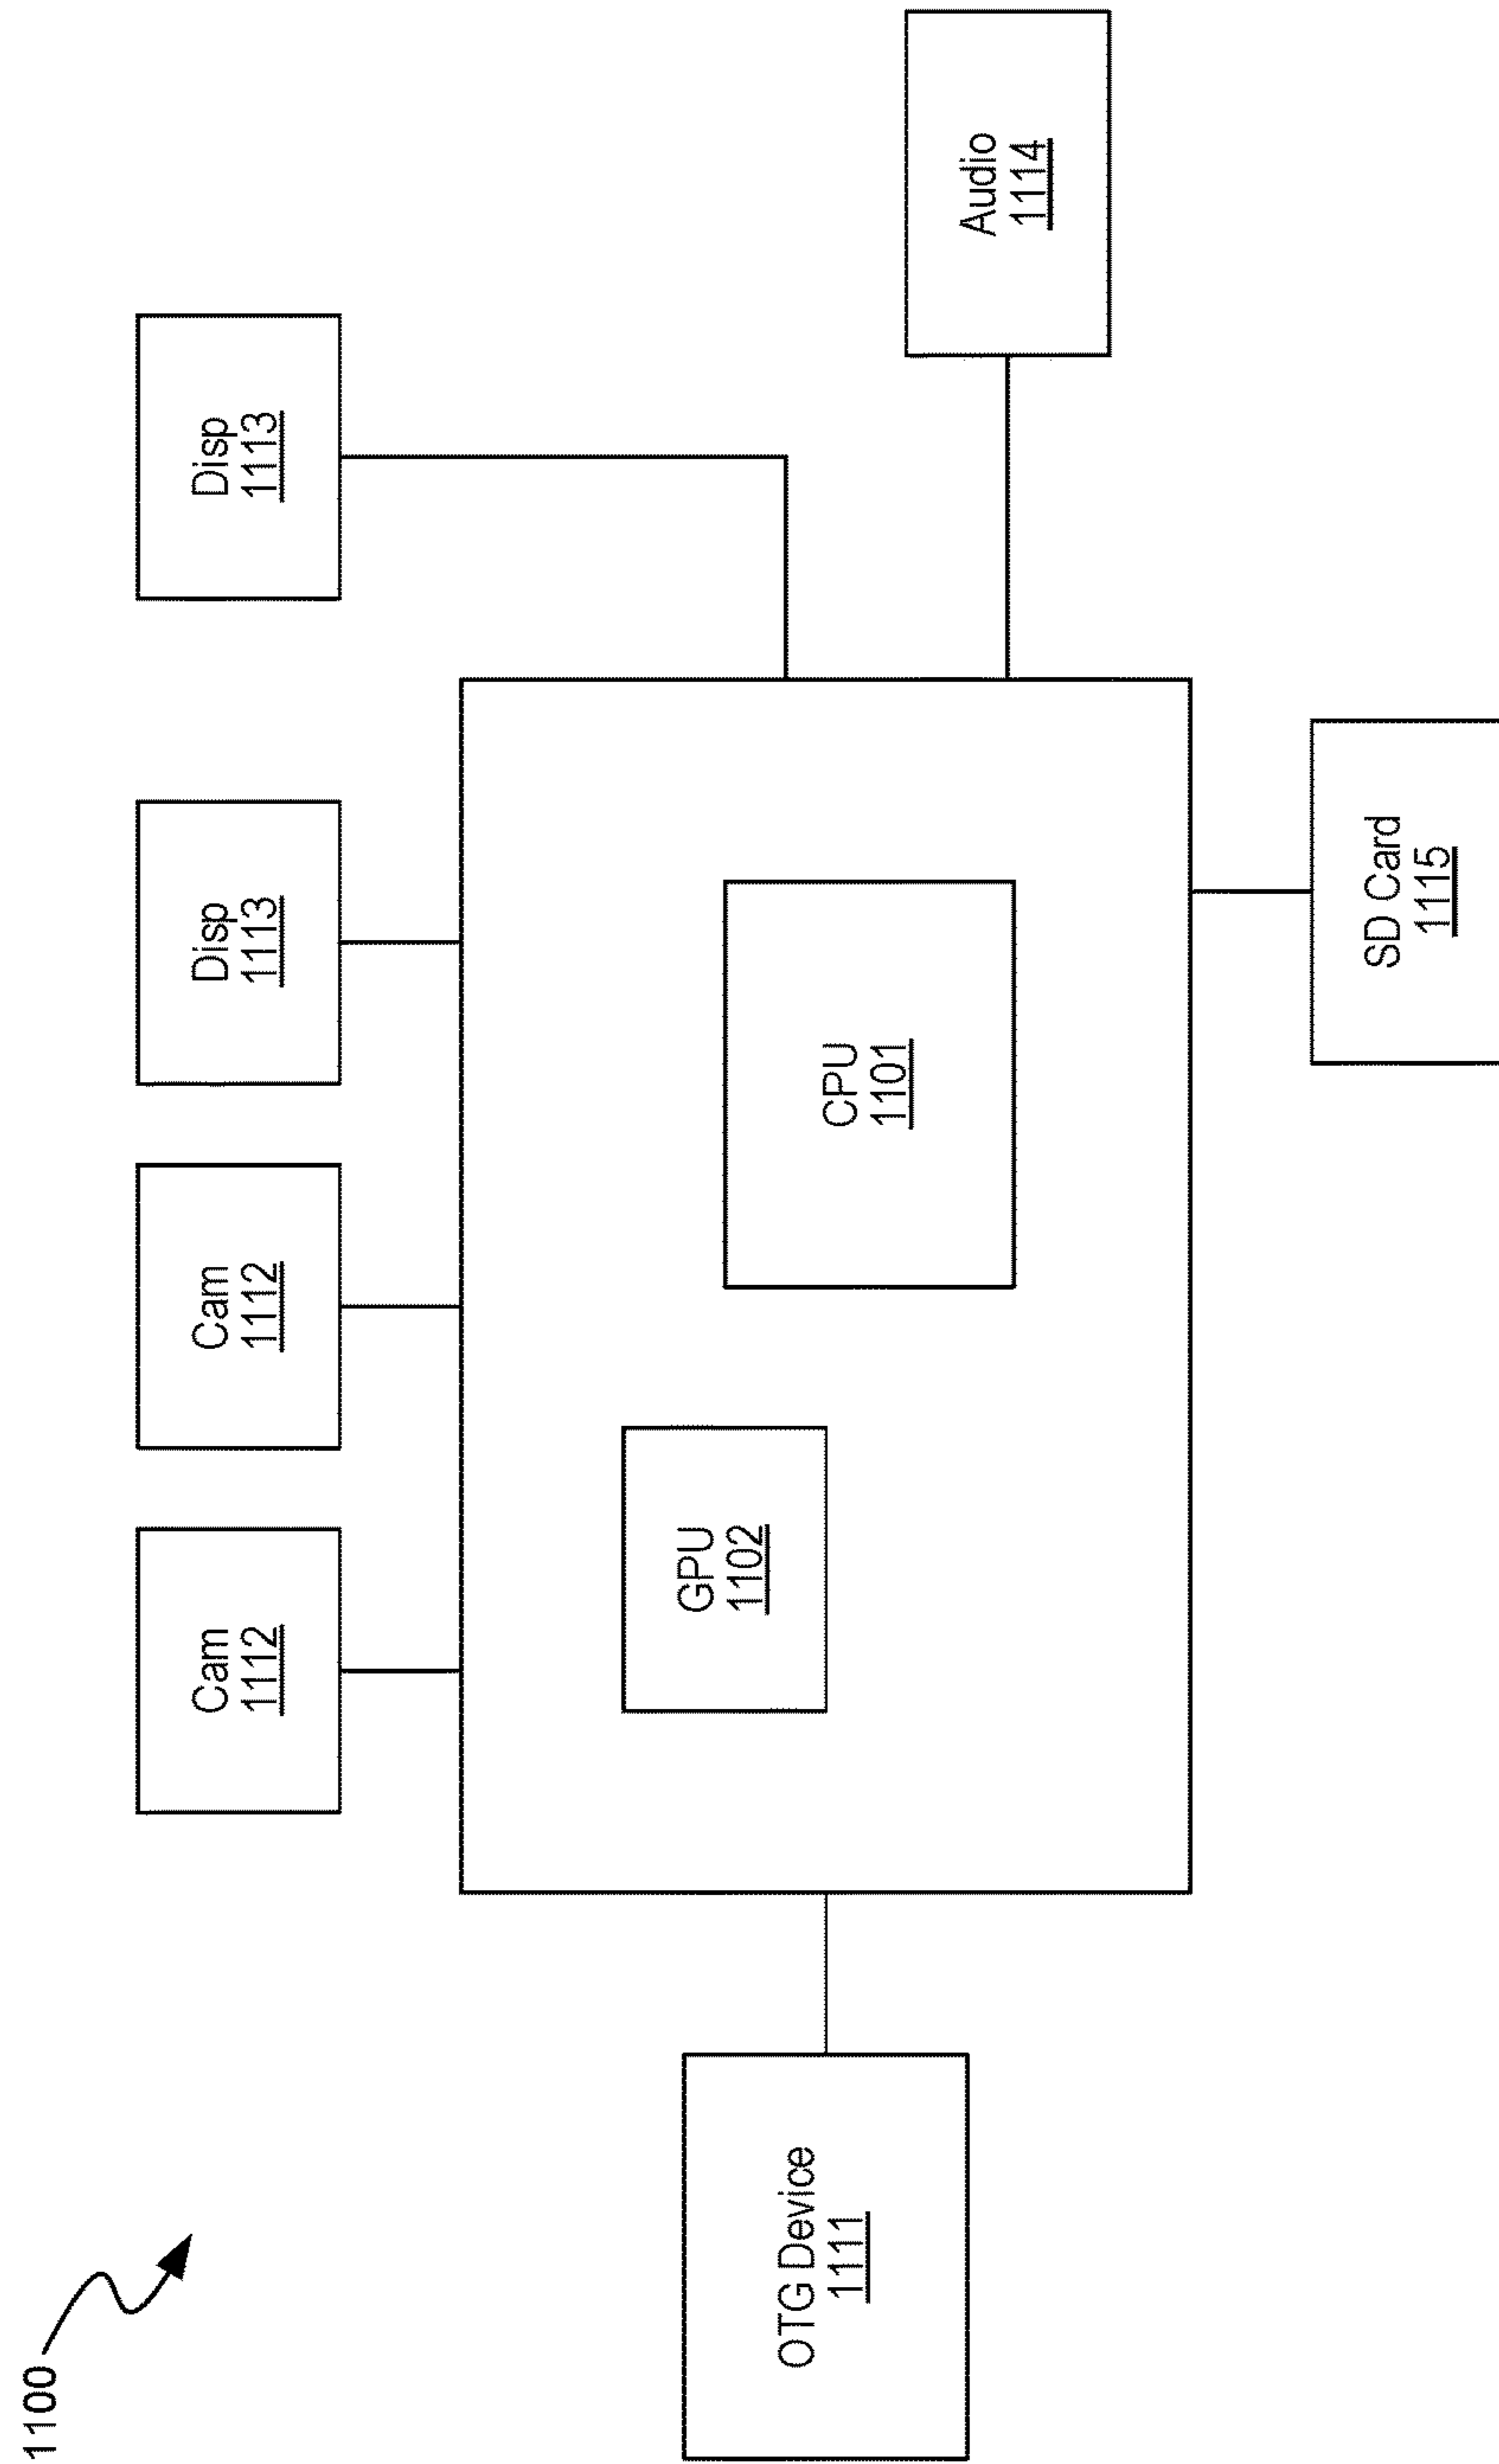 1100
Cam
1112
Cam
1112
Disp
1113
Disp
1113
GPU
1102
OTG Device
1111
CPU
1101
Audio
1114
SD Card
1115